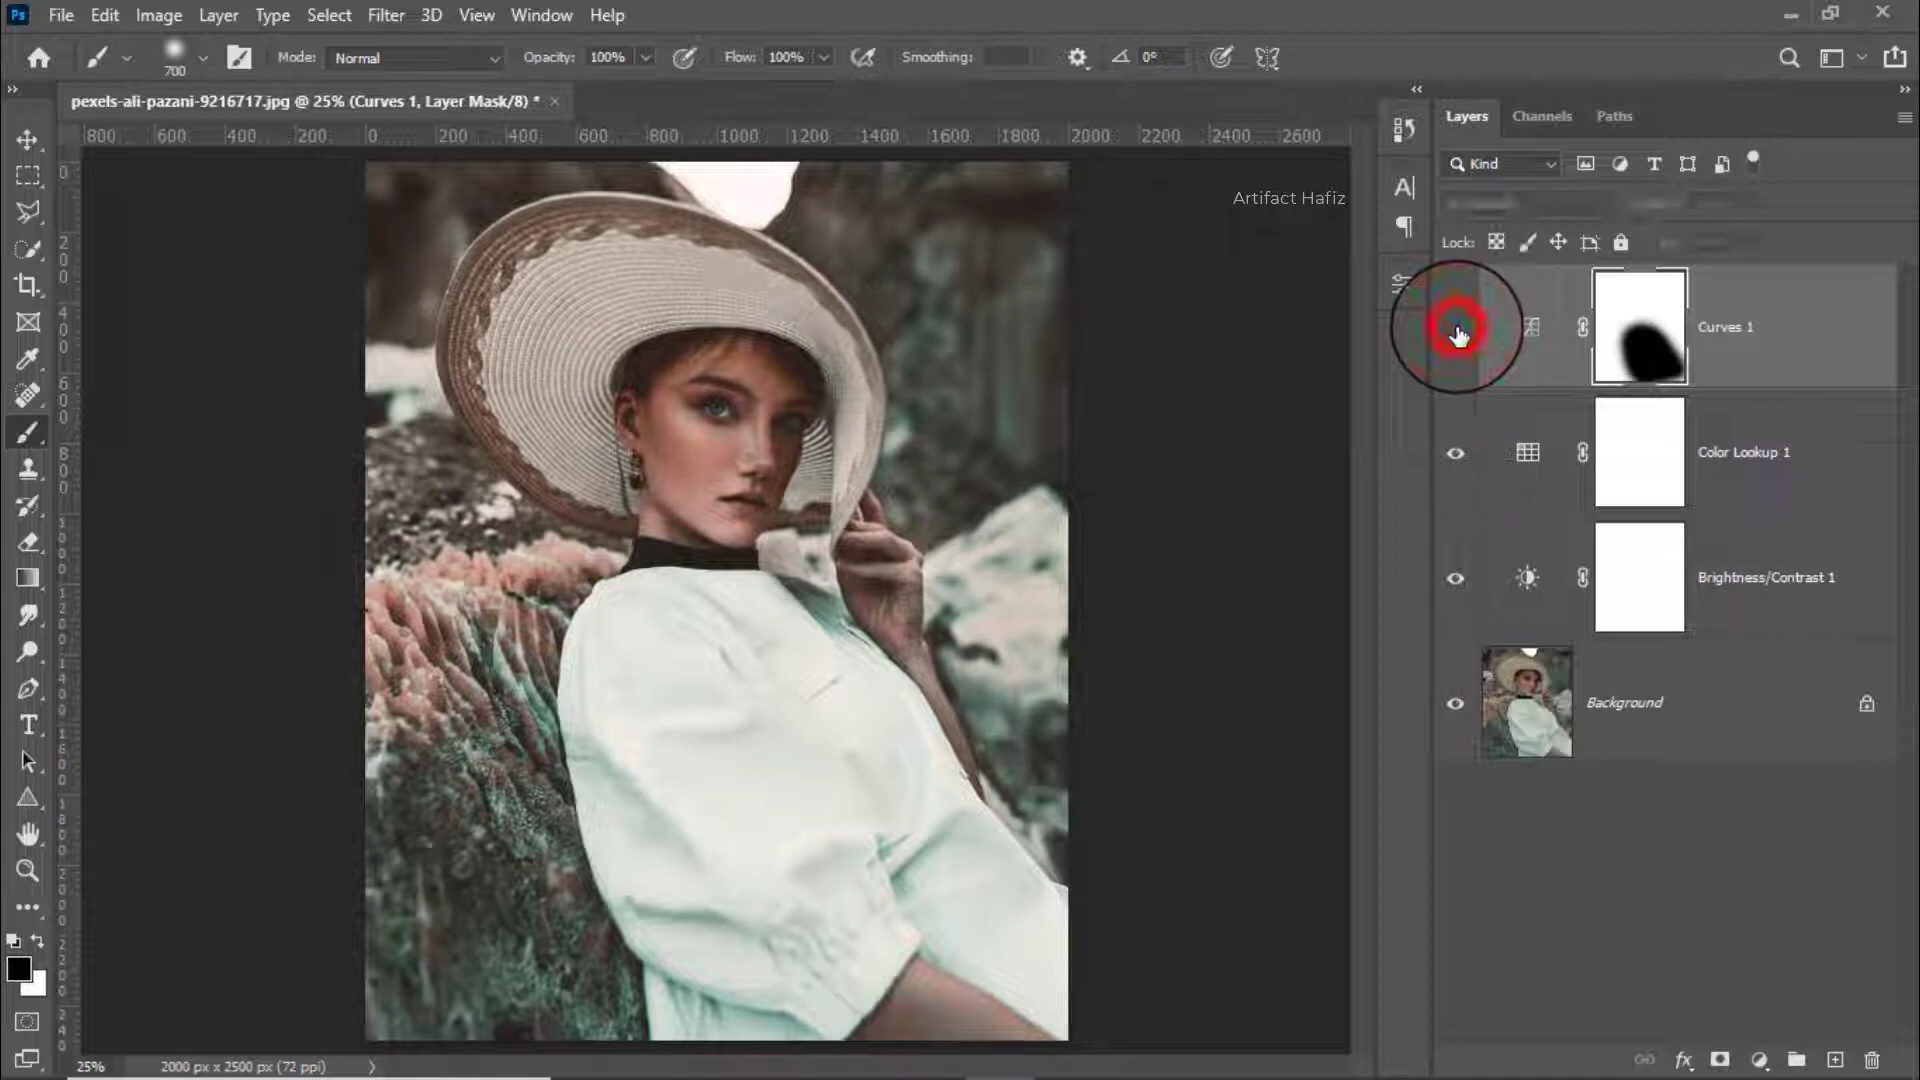 Ps File Edit Image Layer Type Select Filter 3D View Window Help
700 Mode: Normal Opacity: 100% Flow: 100% Smoothing: 0°
pexels-ali-pazani-9216717.jpg @ 25% (Curves 1, Layer Mask/8) * ×
Layers Channels Paths
800 600 400 200 0 200 400 600 800 1000 1200 1400 1600 1800 2000 2200 2400 2600
Kind
Artifact Hafiz
Lock:
Curves 1
Color Lookup 1
Brightness/Contrast 1
Background
25% 2000 px x 2500 px (72 ppi)
fx